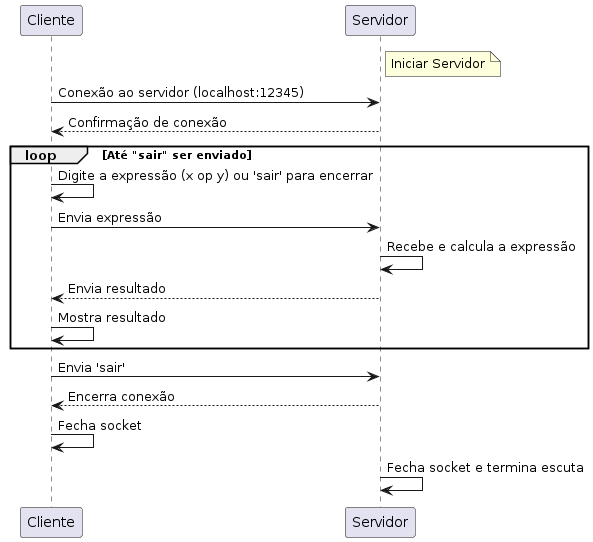 Cliente
Servidor
Iniciar Servidor
Conexão ao servidor (localhost:12345)
Confirmação de conexão
loop
[Até "sair" ser enviado]
Digite a expressão (x op y) ou 'sair' para encerrar
Envia expressão
Recebe e calcula a expressão
Envia resultado
Mostra resultado
Envia 'sair'
Encerra conexão
Fecha socket
Fecha socket e termina escuta
Cliente
Servidor